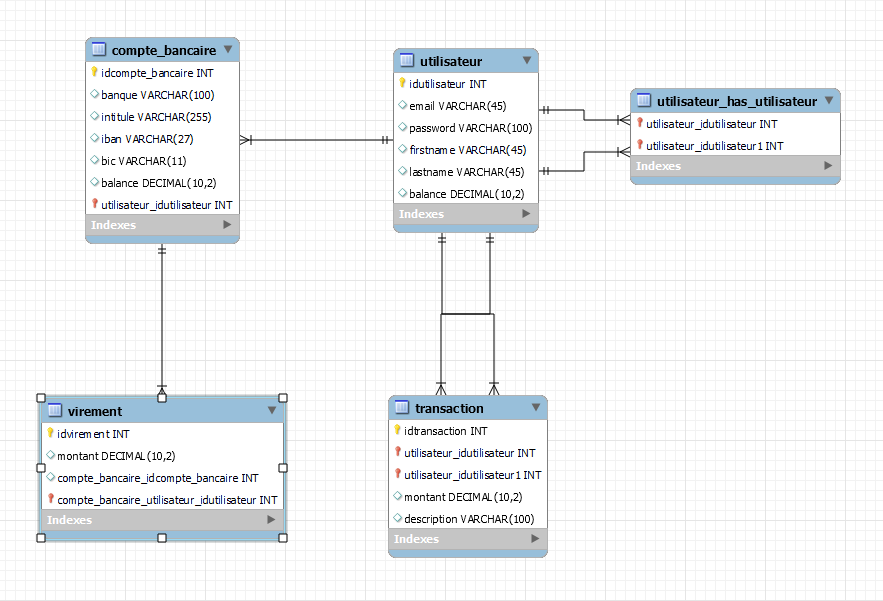 compte_bancaire
idcompte_bancaire INT
banque VARCHAR(100)
intitule VARCHAR(255)
iban VARCHAR(27)
bic VARCHAR(11)
balance DECIMAL(10,2)
utilisateur_idutilisateur INT
Indexes
utilisateur
idutilisateur INT
email VARCHAR(45)
password VARCHAR(100)
firstname VARCHAR(45)
lastname VARCHAR(45)
balance DECIMAL(10,2)
Indexes
utilisateur_has_utilisateur
utilisateur_idutilisateur INT
utilisateur_idutilisateur1 INT
Indexes
virement
idvirement INT
montant DECIMAL(10,2)
compte_bancaire_idcompte_bancaire INT
compte_bancaire_utilisateur_idutilisateur INT
Indexes
transaction
idtransaction INT
utilisateur_idutilisateur INT
utilisateur_idutilisateur1 INT
montant DECIMAL(10,2)
description VARCHAR(100)
Indexes